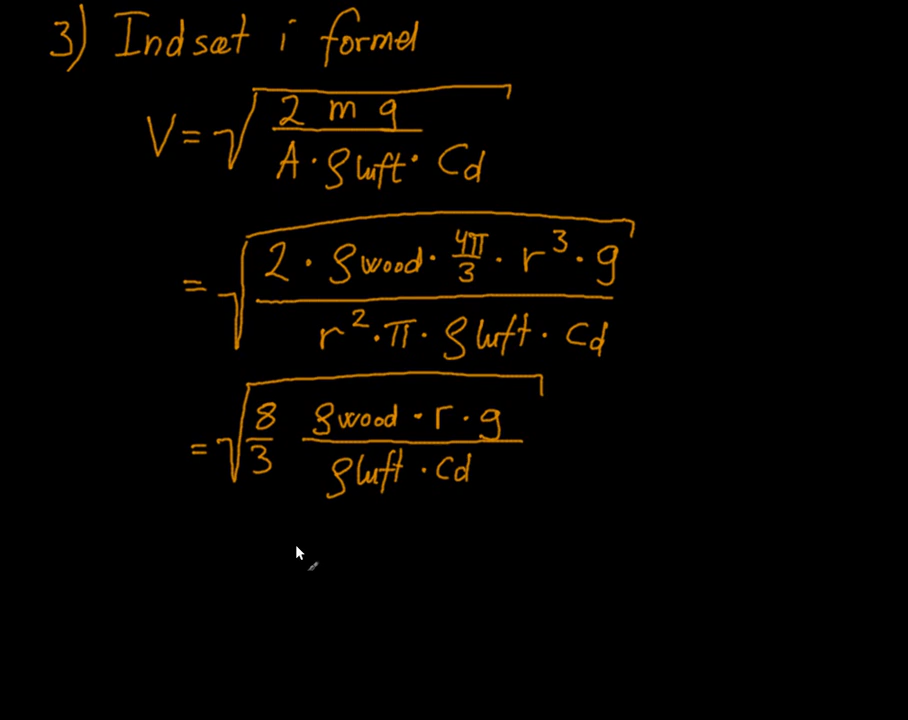 3) Indsæt i formel
V = √(2 m g / A · ρluft · Cd)
= √(2 · ρwood · 4π/3 · r³ · g / r² · π · ρluft · Cd)
= √(8/3 ρwood · r · g / ρluft · Cd)